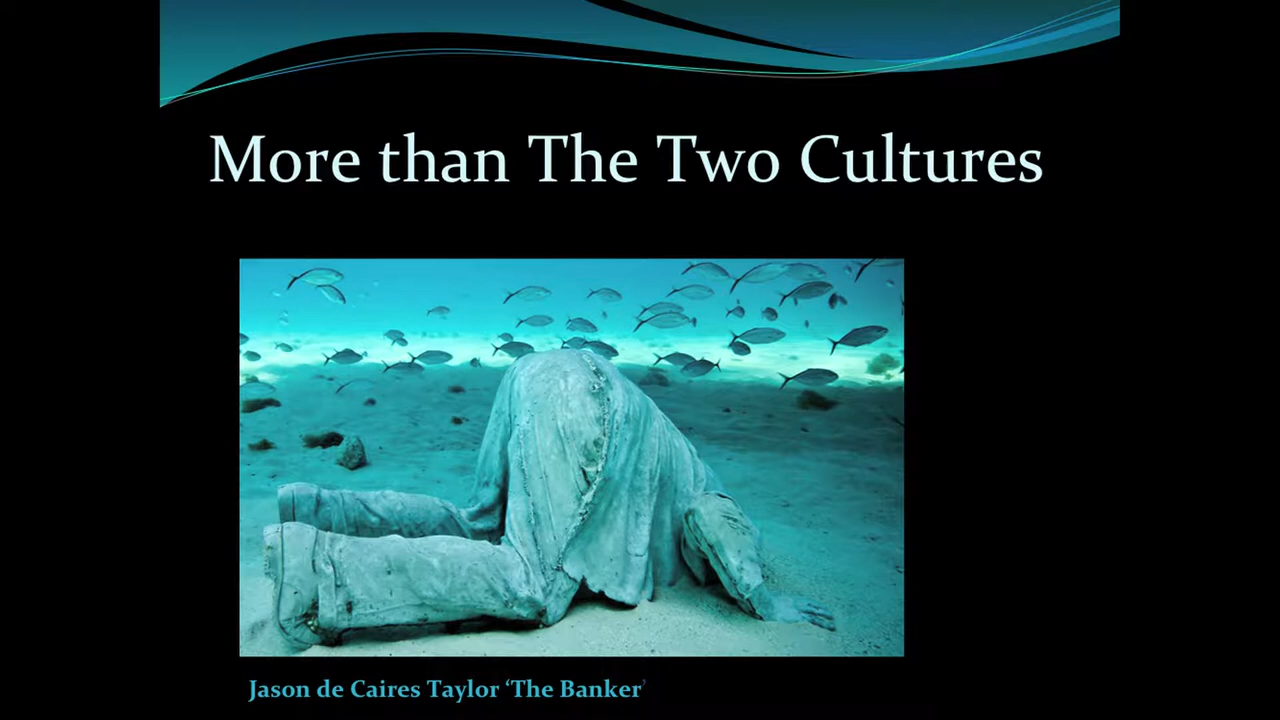 More than The Two Cultures
Jason de Caires Taylor ‘The Banker’